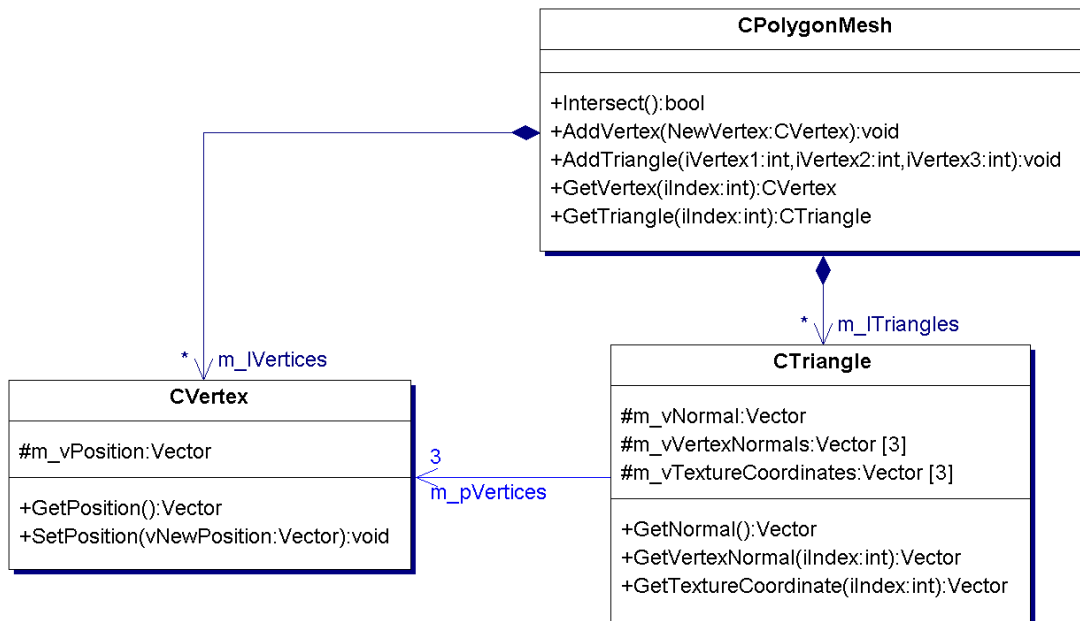 CPolygonMesh
+Intersect():bool
+AddVertex(NewVertex:CVertex):void
+AddTriangle(iVertex1:int,iVertex2:int,iVertex3:int):void
+GetVertex(iIndex:int):CVertex
+GetTriangle(iIndex:int):CTriangle
* m_lVertices
* m_lTriangles
CVertex
#m_vPosition:Vector
+GetPosition():Vector
+SetPosition(vNewPosition:Vector):void
3
m_pVertices
CTriangle
#m_vNormal:Vector
#m_vVertexNormals:Vector [3]
#m_vTextureCoordinates:Vector [3]
+GetNormal():Vector
+GetVertexNormal(iIndex:int):Vector
+GetTextureCoordinate(iIndex:int):Vector